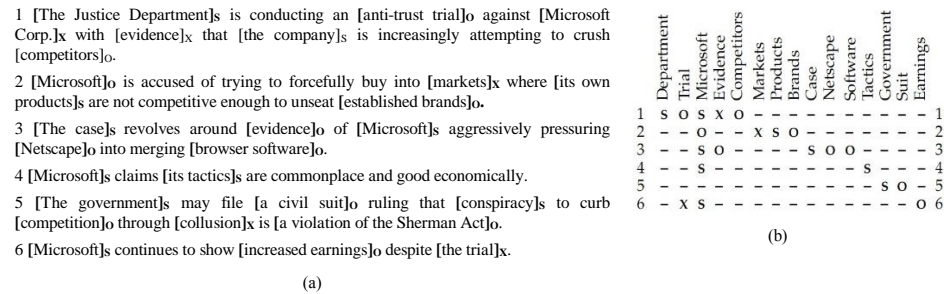 1 [The Justice Department]s is conducting an [anti-trust trial]o against [Microsoft
Corp.]x with [evidence]x that [the company]s is increasingly attempting to crush
[competitors]o.
2 [Microsoft]o is accused of trying to forcefully buy into [markets]x where [its own
products]s are not competitive enough to unseat [established brands]o.
3 [The case]s revolves around [evidence]o of [Microsoft]s aggressively pressuring
[Netscape]o into merging [browser software]o.
4 [Microsoft]s claims [its tactics]s are commonplace and good economically.
5 [The government]s may file [a civil suit]o ruling that [conspiracy]s to curb
[competition]o through [collusion]x is [a violation of the Sherman Act]o.
6 [Microsoft]s continues to show [increased earnings]o despite [the trial]x.
(a)
Department
Trial
Microsoft
Evidence
Competitors
Markets
Products
Brands
Case
Netscape
Software
Tactics
Government
Suit
Earnings
1 S O S X O – – – – – – – – – – 1
2 – – O – – X S O – – – – – – – 2
3 – – S O – – – – S O O – – – – 3
4 – – S – – – – – – – – S – – – 4
5 – – – – – – – – – – – – S O – 5
6 – X S – – – – – – – – – – – O 6
(b)